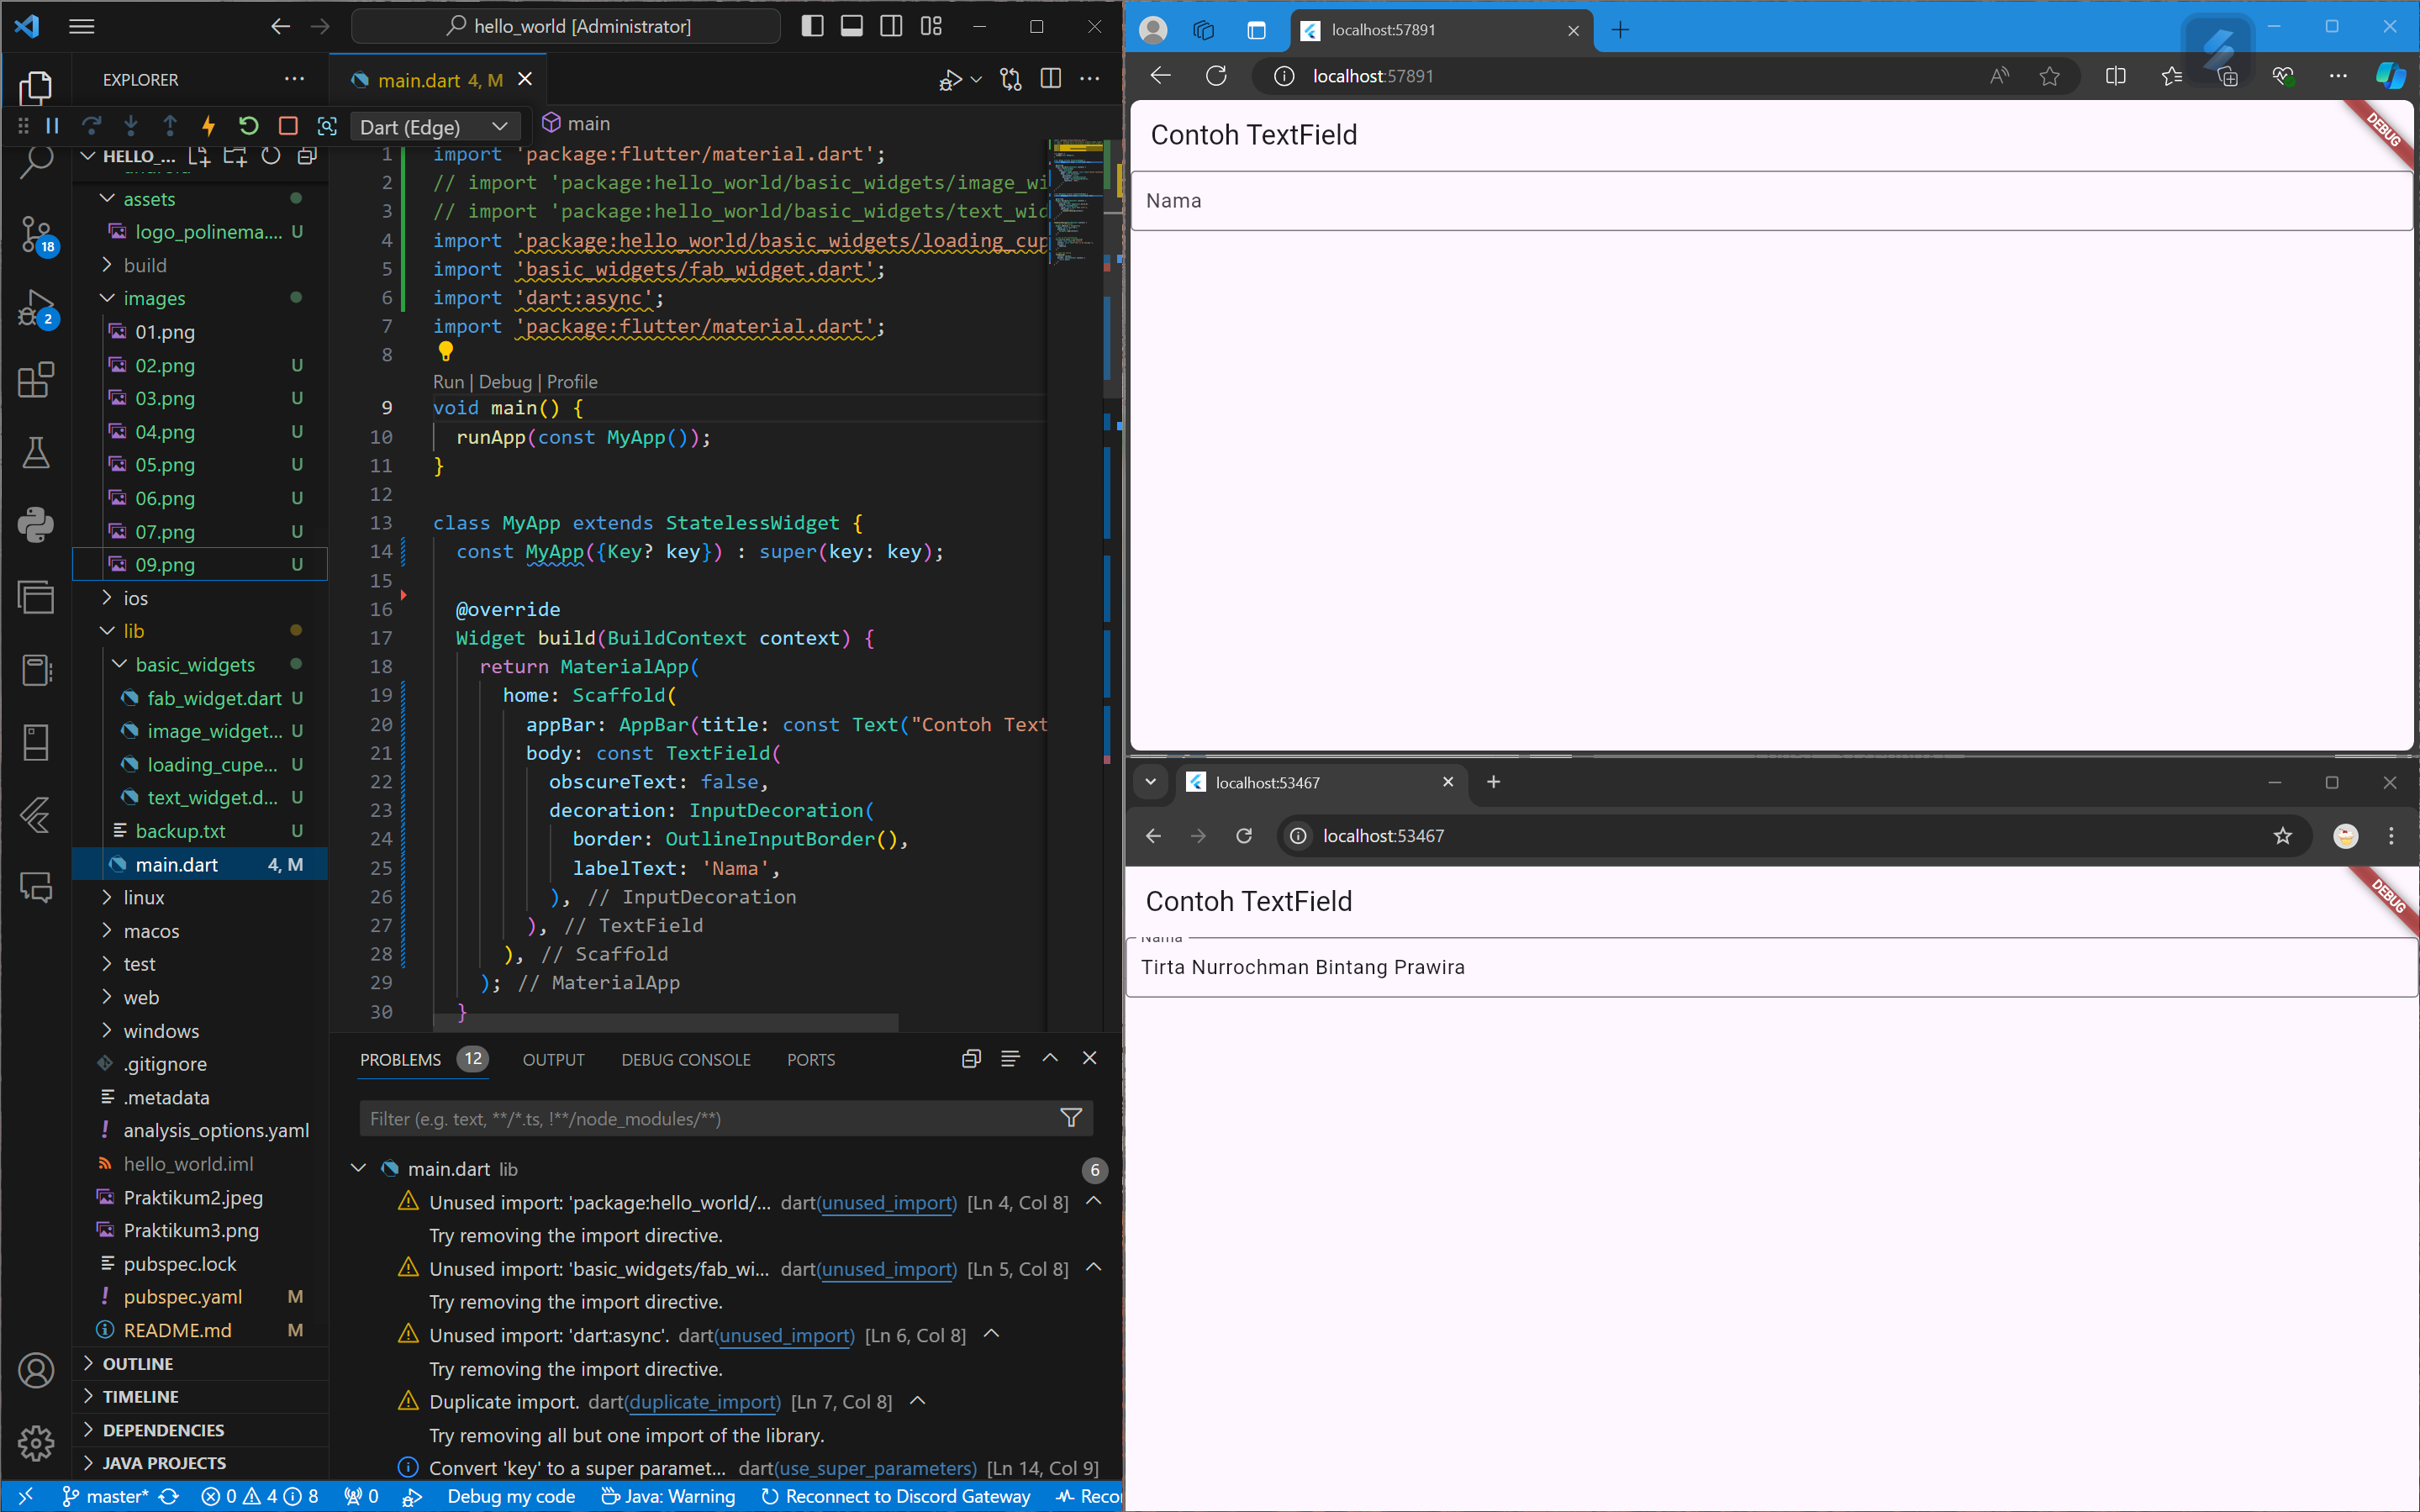 hello_world [Administrator]
EXPLORER
main.dart 4, M
Dart (Edge)
main
HELLO_...
assets
logo_polinema.... U
build
images
01.png
02.png U
03.png U
04.png U
05.png U
06.png U
07.png U
09.png U
ios
lib
basic_widgets
fab_widget.dart U
image_widget... U
loading_cupe... U
text_widget.d... U
backup.txt U
main.dart 4, M
linux
macos
test
web
windows
.gitignore
.metadata
analysis_options.yaml
hello_world.iml
Praktikum2.jpeg
Praktikum3.png
pubspec.lock
pubspec.yaml M
README.md M
OUTLINE
TIMELINE
DEPENDENCIES
JAVA PROJECTS
18
2
1 import 'package:flutter/material.dart';
2 // import 'package:hello_world/basic_widgets/image_wi
3 // import 'package:hello_world/basic_widgets/text_wid
4 import 'package:hello_world/basic_widgets/loading_cup
5 import 'basic_widgets/fab_widget.dart';
6 import 'dart:async';
7 import 'package:flutter/material.dart';
8
Run | Debug | Profile
9 void main() {
10 runApp(const MyApp());
11 }
12
13 class MyApp extends StatelessWidget {
14 const MyApp({Key? key}) : super(key: key);
15
16 @override
17 Widget build(BuildContext context) {
18 return MaterialApp(
19 home: Scaffold(
20 appBar: AppBar(title: const Text("Contoh Text
21 body: const TextField(
22 obscureText: false,
23 decoration: InputDecoration(
24 border: OutlineInputBorder(),
25 labelText: 'Nama',
26 ), // InputDecoration
27 ), // TextField
28 ), // Scaffold
29 ); // MaterialApp
30 }
PROBLEMS 12 OUTPUT DEBUG CONSOLE PORTS
Filter (e.g. text, **/*.ts, !**/node_modules/**)
main.dart lib 6
Unused import: 'package:hello_world/... dart(unused_import) [Ln 4, Col 8]
Try removing the import directive.
Unused import: 'basic_widgets/fab_wi... dart(unused_import) [Ln 5, Col 8]
Try removing the import directive.
Unused import: 'dart:async'. dart(unused_import) [Ln 6, Col 8]
Try removing the import directive.
Duplicate import. dart(duplicate_import) [Ln 7, Col 8]
Try removing all but one import of the library.
Convert 'key' to a super paramet... dart(use_super_parameters) [Ln 14, Col 9]
master* 0 4 8 0 Debug my code Java: Warning Reconnect to Discord Gateway Reco
localhost:57891
localhost:57891
Contoh TextField
DEBUG
Nama
localhost:53467
localhost:53467
Contoh TextField
DEBUG
Nama
Tirta Nurrochman Bintang Prawira